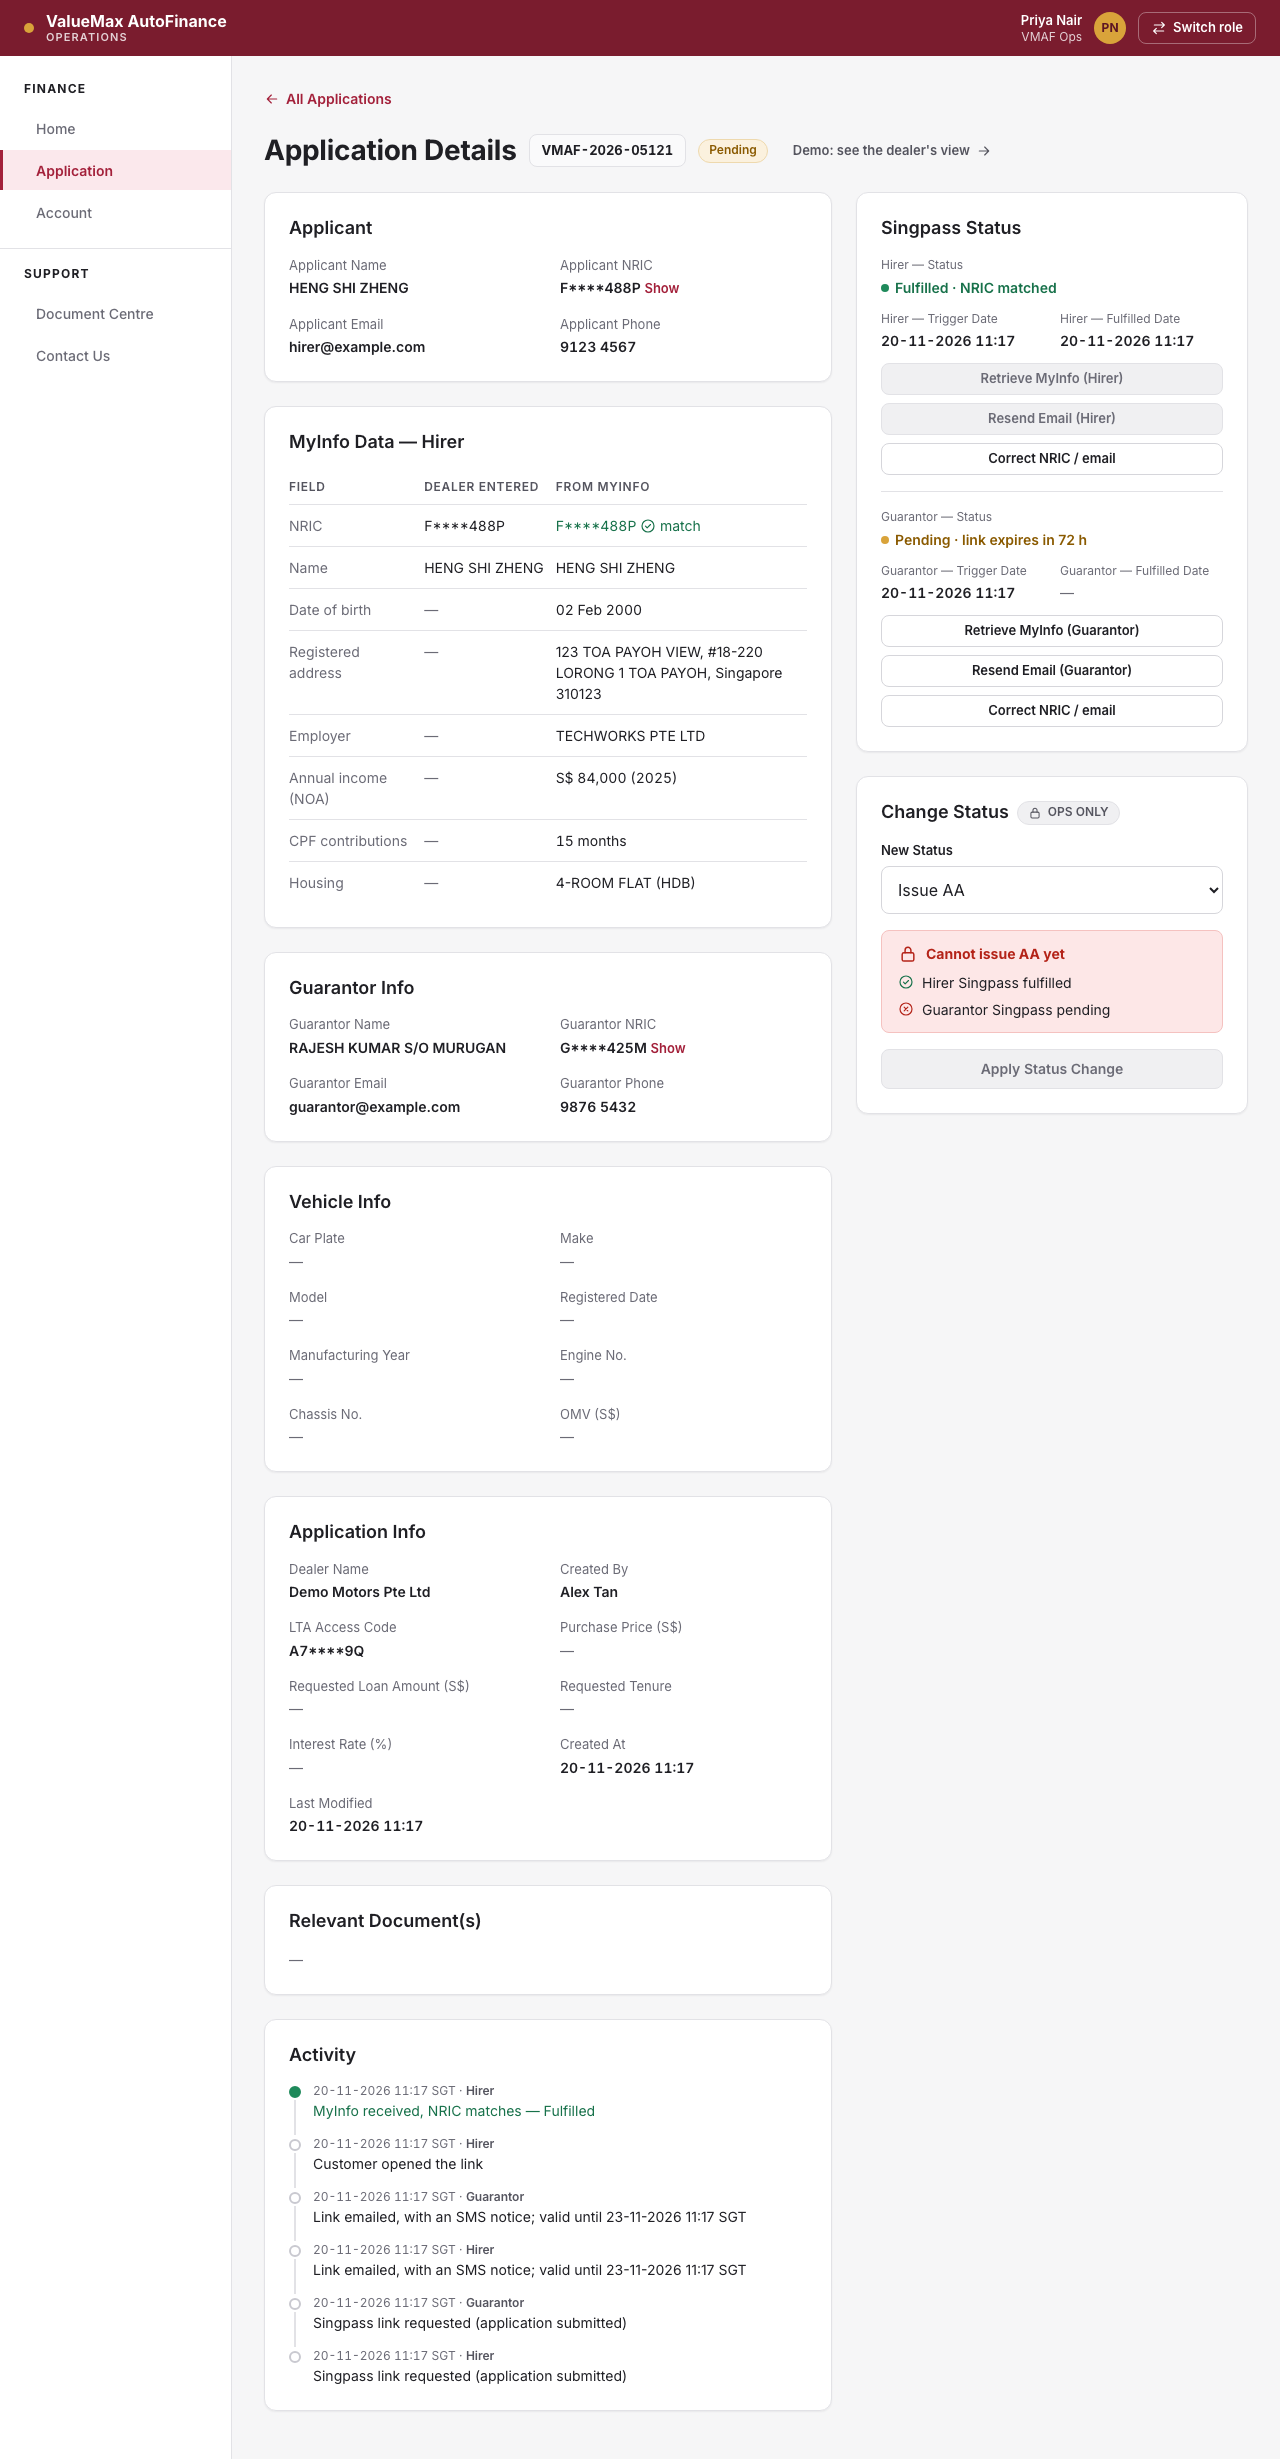 ValueMax AutoFinance
OPERATIONS
Priya Nair
VMAF Ops
PN
Switch role
FINANCE
Home
Application
Account
SUPPORT
Document Centre
Contact Us
← All Applications
Application Details
VMAF-2026-05121
Pending
Demo: see the dealer's view →
Applicant
Applicant Name
HENG SHI ZHENG
Applicant NRIC
F****488P Show
Applicant Email
hirer@example.com
Applicant Phone
9123 4567
MyInfo Data — Hirer
FIELD DEALER ENTERED FROM MYINFO
NRIC F****488P F****488P match
Name HENG SHI ZHENG HENG SHI ZHENG
Date of birth — 02 Feb 2000
Registered address — 123 TOA PAYOH VIEW, #18-220
LORONG 1 TOA PAYOH, Singapore
310123
Employer — TECHWORKS PTE LTD
Annual income (NOA) — S$ 84,000 (2025)
CPF contributions — 15 months
Housing — 4-ROOM FLAT (HDB)
Guarantor Info
Guarantor Name
RAJESH KUMAR S/O MURUGAN
Guarantor NRIC
G****425M Show
Guarantor Email
guarantor@example.com
Guarantor Phone
9876 5432
Vehicle Info
Car Plate
—
Make
—
Model
—
Registered Date
—
Manufacturing Year
—
Engine No.
—
Chassis No.
—
OMV (S$)
—
Application Info
Dealer Name
Demo Motors Pte Ltd
Created By
Alex Tan
LTA Access Code
A7****9Q
Purchase Price (S$)
—
Requested Loan Amount (S$)
—
Requested Tenure
—
Interest Rate (%)
—
Created At
20-11-2026 11:17
Last Modified
20-11-2026 11:17
Relevant Document(s)
—
Activity
20-11-2026 11:17 SGT · Hirer
MyInfo received, NRIC matches — Fulfilled
20-11-2026 11:17 SGT · Hirer
Customer opened the link
20-11-2026 11:17 SGT · Guarantor
Link emailed, with an SMS notice; valid until 23-11-2026 11:17 SGT
20-11-2026 11:17 SGT · Hirer
Link emailed, with an SMS notice; valid until 23-11-2026 11:17 SGT
20-11-2026 11:17 SGT · Guarantor
Singpass link requested (application submitted)
20-11-2026 11:17 SGT · Hirer
Singpass link requested (application submitted)
Singpass Status
Hirer — Status
Fulfilled · NRIC matched
Hirer — Trigger Date
20-11-2026 11:17
Hirer — Fulfilled Date
20-11-2026 11:17
Retrieve MyInfo (Hirer)
Resend Email (Hirer)
Correct NRIC / email
Guarantor — Status
Pending · link expires in 72 h
Guarantor — Trigger Date
20-11-2026 11:17
Guarantor — Fulfilled Date
—
Retrieve MyInfo (Guarantor)
Resend Email (Guarantor)
Correct NRIC / email
Change Status
OPS ONLY
New Status
Issue AA
Cannot issue AA yet
Hirer Singpass fulfilled
Guarantor Singpass pending
Apply Status Change